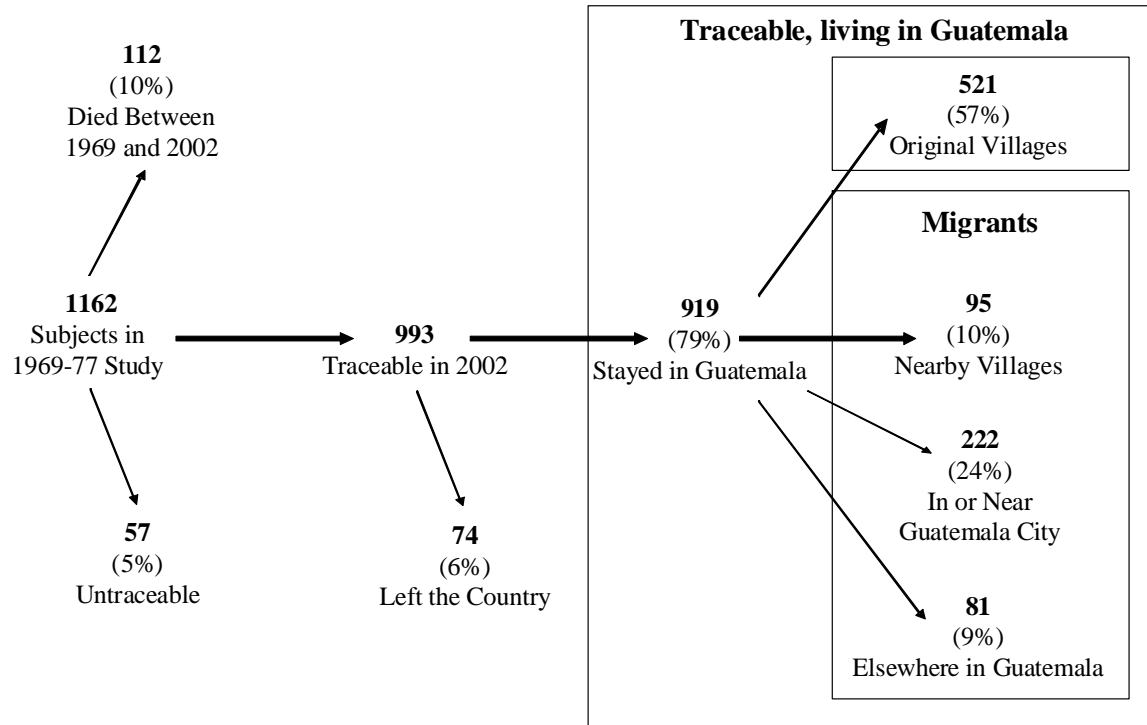 Traceable, living in Guatemala
112
(10%)
Died Between
1969 and 2002
521
(57%)
Original Villages
Migrants
1162
Subjects in
1969-77 Study
993
Traceable in 2002
919
(79%)
Stayed in Guatemala
95
(10%)
Nearby Villages
222
(24%)
In or Near
Guatemala City
57
(5%)
Untraceable
74
(6%)
Left the Country
81
(9%)
Elsewhere in Guatemala